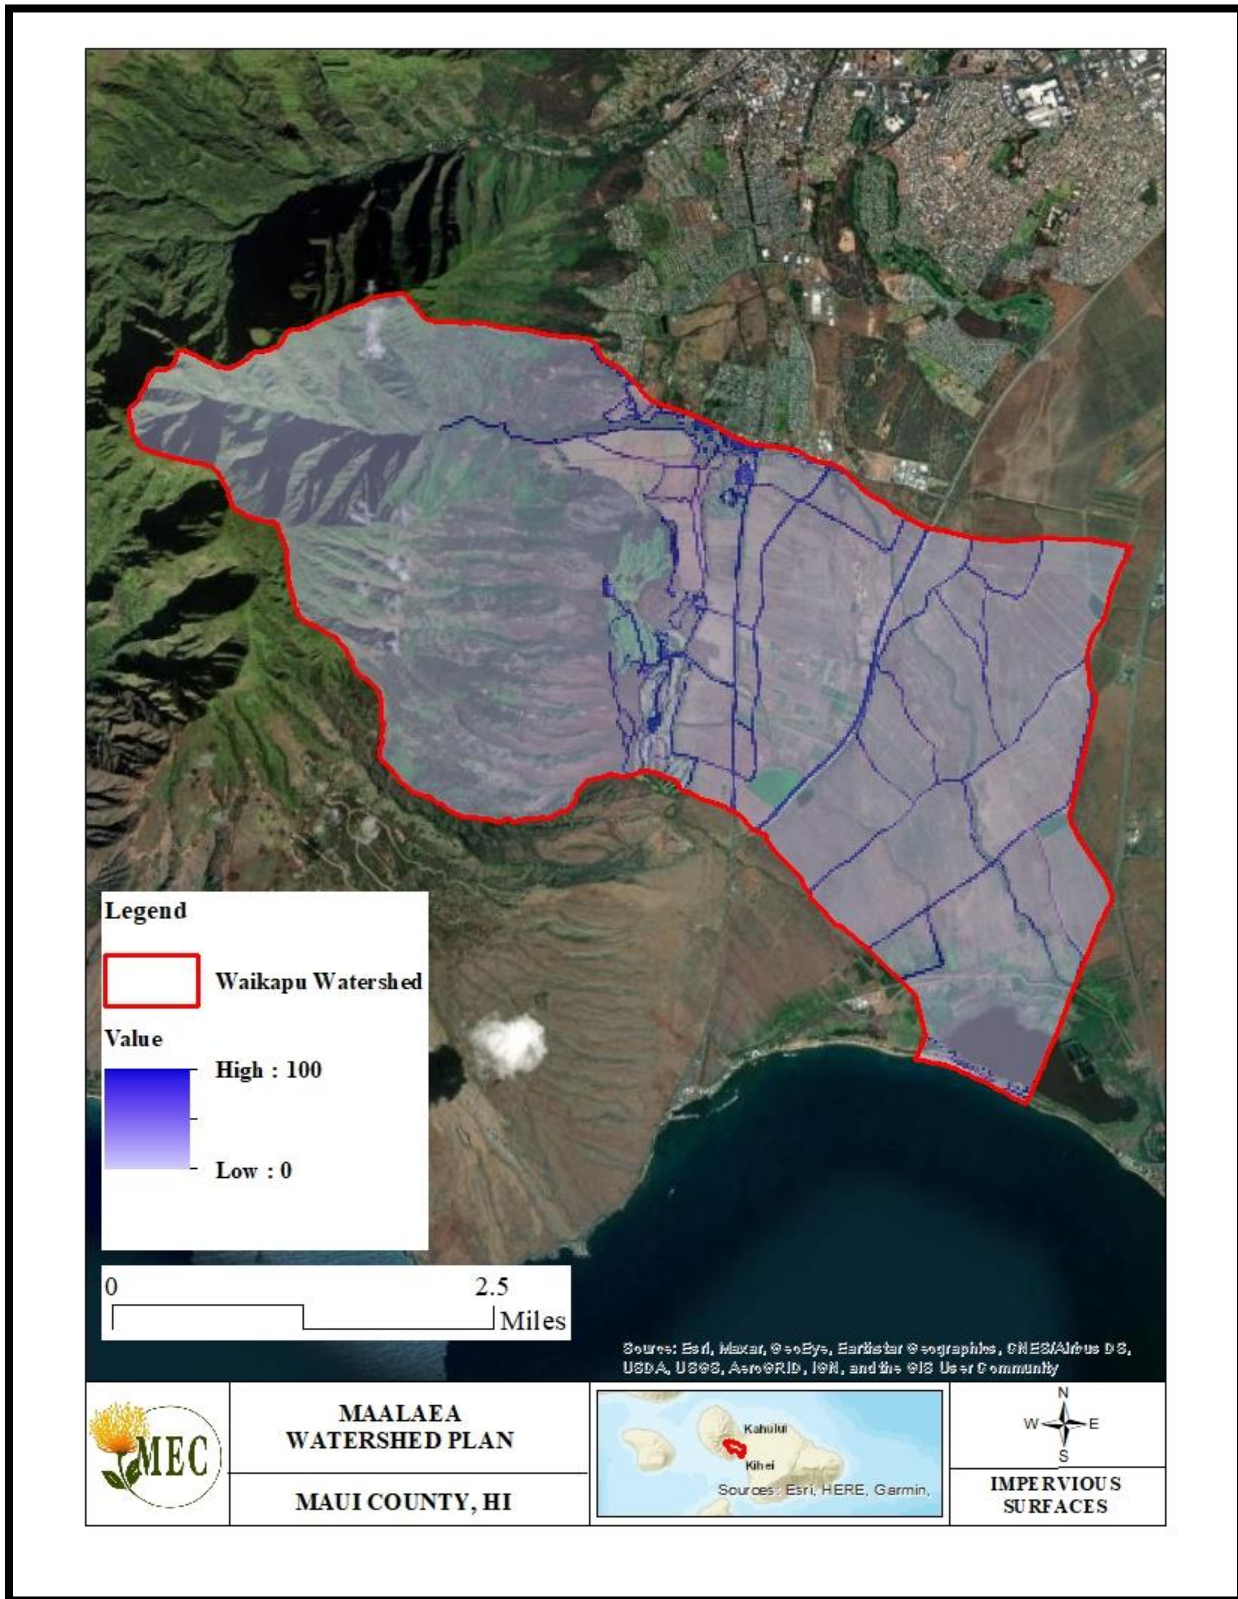 Legend
Waikapu Watershed
Value
High : 100
Low : 0
0 2.5
Miles
Source: Esri, Maxar, GeoEye, Earthstar Geographics, CNES/Airbus DS,
USDA, USGS, AeroGRID, IGN, and the GIS User Community
MEC
MAALAEA
WATERSHED PLAN
MAUI COUNTY, HI
Kahului
Kihei
Sources: Esri, HERE, Garmin,
N
W E
S
IMPERVIOUS
SURFACES